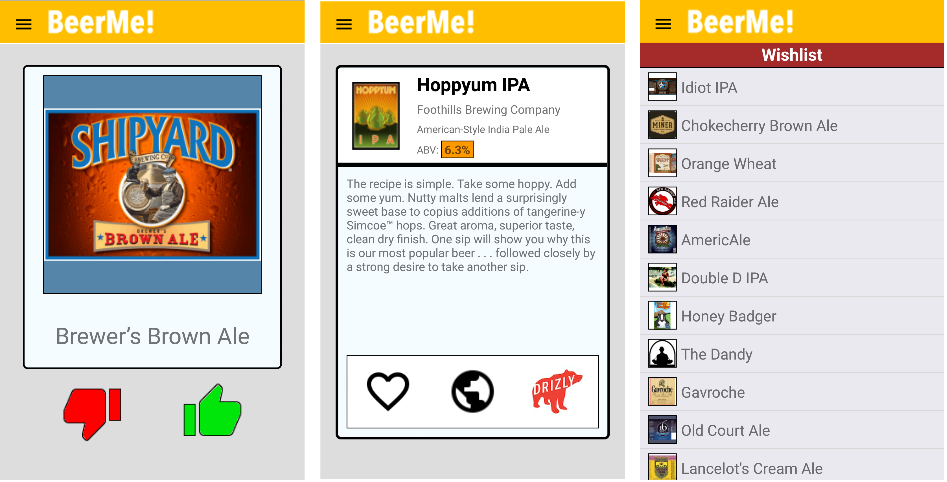 BeerMe!
SHIPYARD
BREWING CO.
BREWER'S
BROWN ALE
Brewer's Brown Ale
BeerMe!
HOPPYUM
IPA
Hoppyum IPA
Foothills Brewing Company
American-Style India Pale Ale
ABV: 6.3%
The recipe is simple. Take some hoppy. Add
some yum. Nutty malts lend a surprisingly
sweet base to copius additions of tangerine-y
Simcoe™ hops. Great aroma, superior taste,
clean dry finish. One sip will show you why this
is our most popular beer . . . followed closely by
a strong desire to take another sip.
DRIZLY
BeerMe!
Wishlist
Idiot IPA
MINER
Chokecherry Brown Ale
Orange Wheat
Red Raider Ale
AmericAle
Double D IPA
Honey Badger
The Dandy
Gavroche
Gavroche
Old Court Ale
Lancelot's Cream Ale